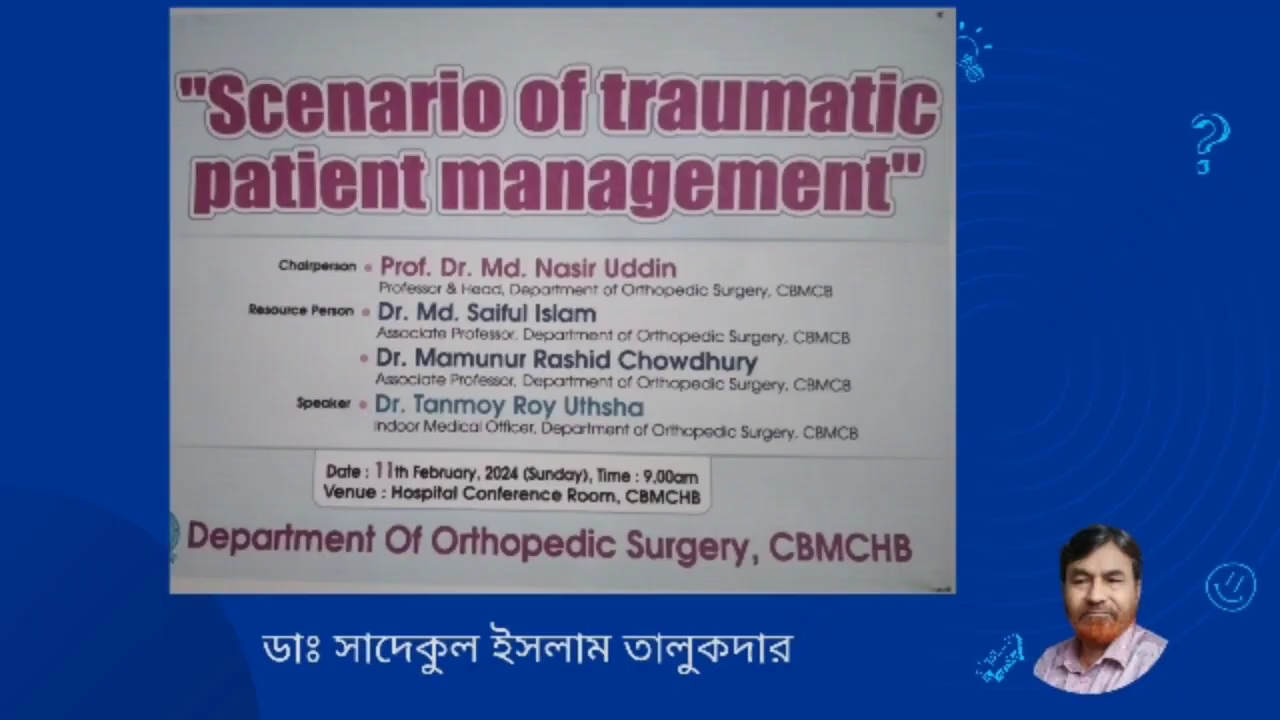 "Scenario of traumatic
patient management"
Chairperson • Prof. Dr. Md. Nasir Uddin
Professor & Head, Department of Orthopedic Surgery, CBMCB
Resource Person • Dr. Md. Saiful Islam
Associate Professor, Department of Orthopedic Surgery, CBMCB
• Dr. Mamunur Rashid Chowdhury
Associate Professor, Department of Orthopedic Surgery, CBMCB
Speaker • Dr. Tanmoy Roy Uthsha
Indoor Medical Officer, Department of Orthopedic Surgery, CBMCB
Date : 11th February, 2024 (Sunday), Time : 9.00am
Venue : Hospital Conference Room, CBMCHB
Department Of Orthopedic Surgery, CBMCHB
ডাঃ সাদেকুল ইসলাম তালুকদার